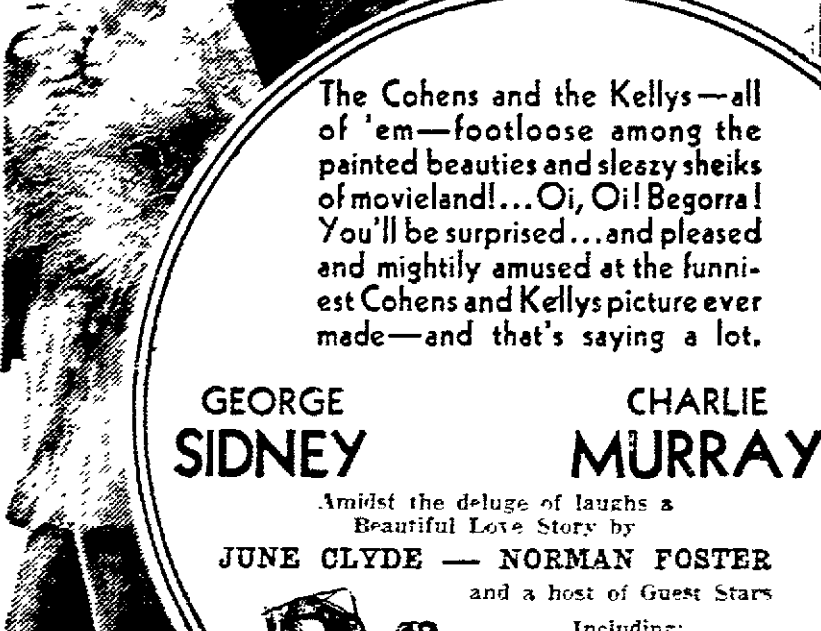 The Cohens and the Kellys—all
of 'em—footloose among the
painted beauties and sleazy sheiks
of movieland!...Oi, Oi! Begorra!
You'll be surprised...and pleased
and mightily amused at the funni-
est Cohens and Kellys picture ever
made—and that's saying a lot.
GEORGE CHARLIE
SIDNEY MURRAY
Amidst the deluge of laughs a
Beautiful Love Story by
JUNE CLYDE — NORMAN FOSTER
and a host of Guest Stars
Including: